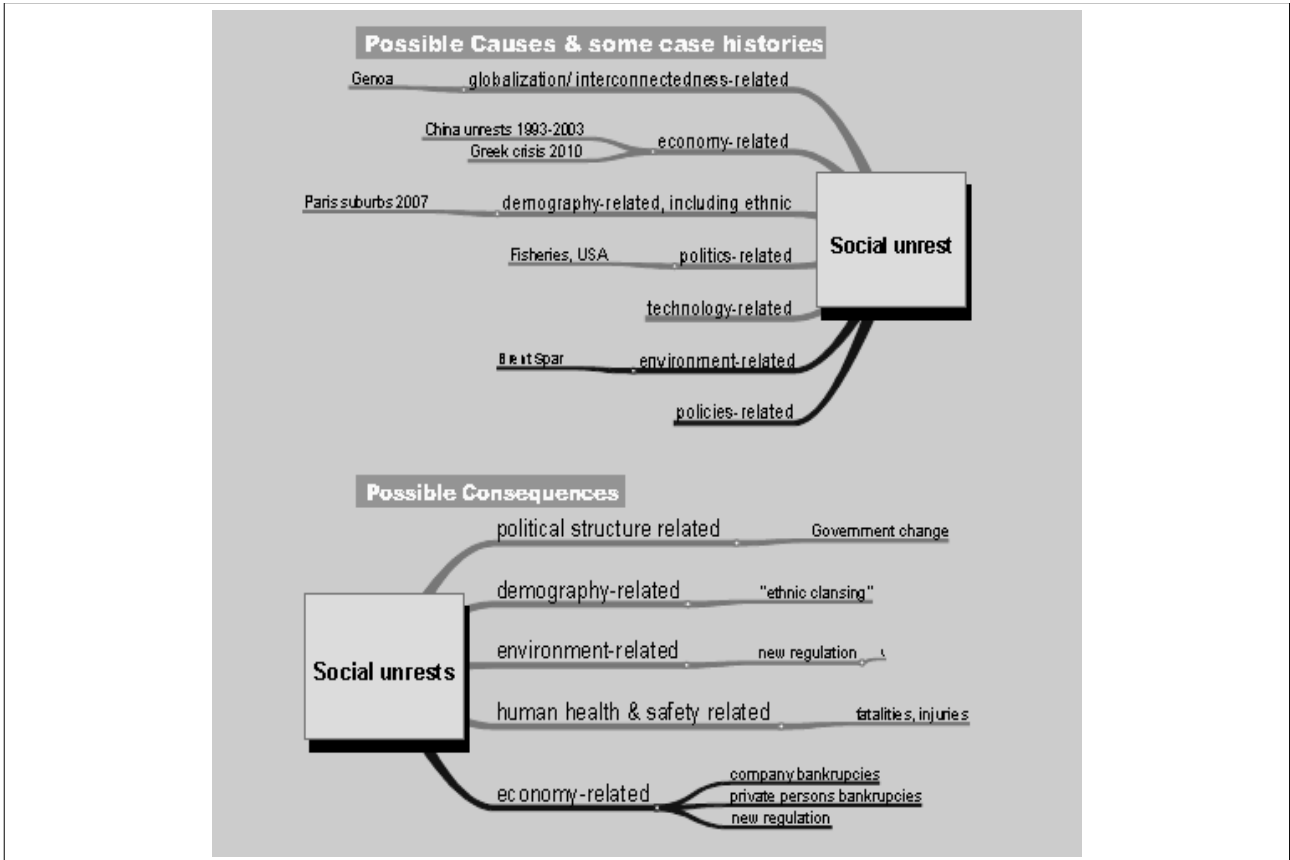 Possible Causes & some case histories
Genoa
globalization/ interconnectedness-related
China unrests 1993-2003
Greek crisis 2010
economy-related
Paris suburbs 2007
demography-related, including ethnic
Fisheries, USA
politics-related
technology-related
Brent Spar
environment-related
policies-related
Social unrest
Possible Consequences
Social unrests
political structure related
Government change
demography-related
"ethnic clansing"
environment-related
new regulation
human health & safety related
fatalities, injuries
economy-related
company bankrupcies
private persons bankrupcies
new regulation